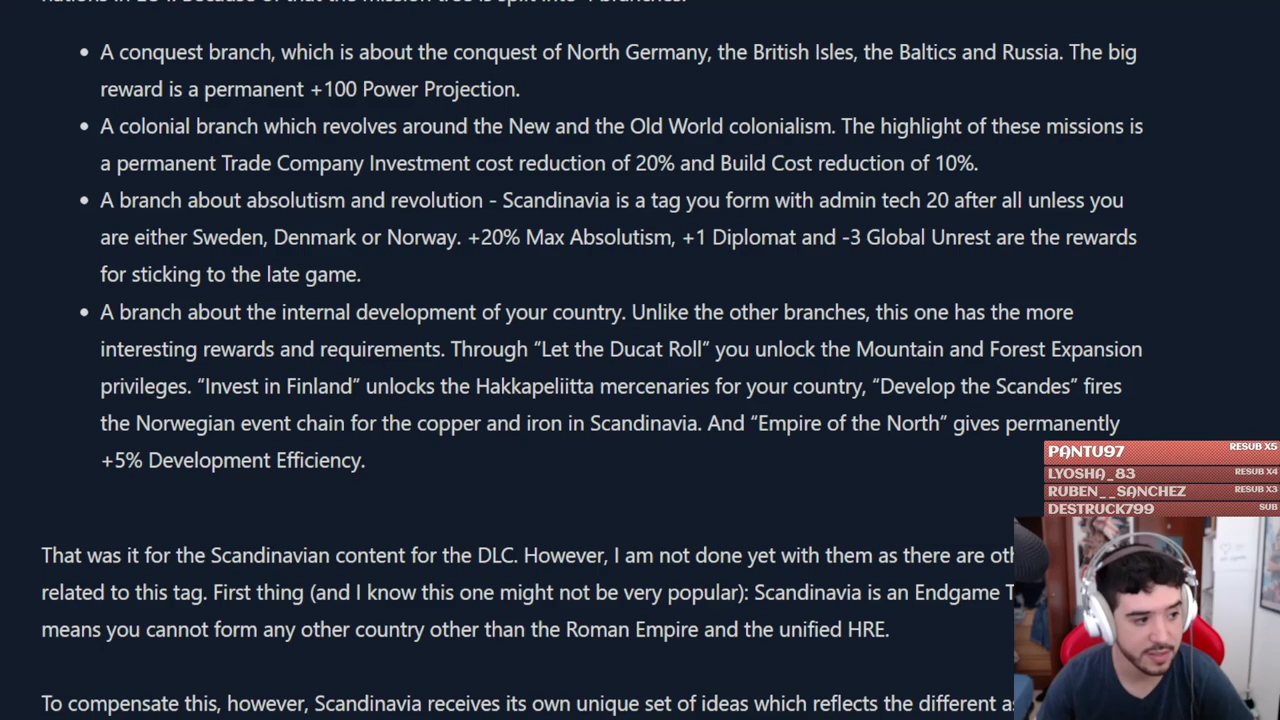 A conquest branch, which is about the conquest of North Germany, the British Isles, the Baltics and Russia. The big
reward is a permanent +100 Power Projection.
A colonial branch which revolves around the New and the Old World colonialism. The highlight of these missions is
a permanent Trade Company Investment cost reduction of 20% and Build Cost reduction of 10%.
A branch about absolutism and revolution - Scandinavia is a tag you form with admin tech 20 after all unless you
are either Sweden, Denmark or Norway. +20% Max Absolutism, +1 Diplomat and -3 Global Unrest are the rewards
for sticking to the late game.
A branch about the internal development of your country. Unlike the other branches, this one has the more
interesting rewards and requirements. Through “Let the Ducat Roll” you unlock the Mountain and Forest Expansion
privileges. “Invest in Finland” unlocks the Hakkapeliitta mercenaries for your country, “Develop the Scandes” fires
the Norwegian event chain for the copper and iron in Scandinavia. And “Empire of the North” gives permanently
+5% Development Efficiency.
PANTU97 RESUB X5
LYOSHA_83 RESUB X4
RUBEN__SANCHEZ RESUB X3
DESTRUCK799 SUB
That was it for the Scandinavian content for the DLC. However, I am not done yet with them as there are
related to this tag. First thing (and I know this one might not be very popular): Scandinavia is an Endgame
means you cannot form any other country other than the Roman Empire and the unified HRE.
To compensate this, however, Scandinavia receives its own unique set of ideas which reflects the different